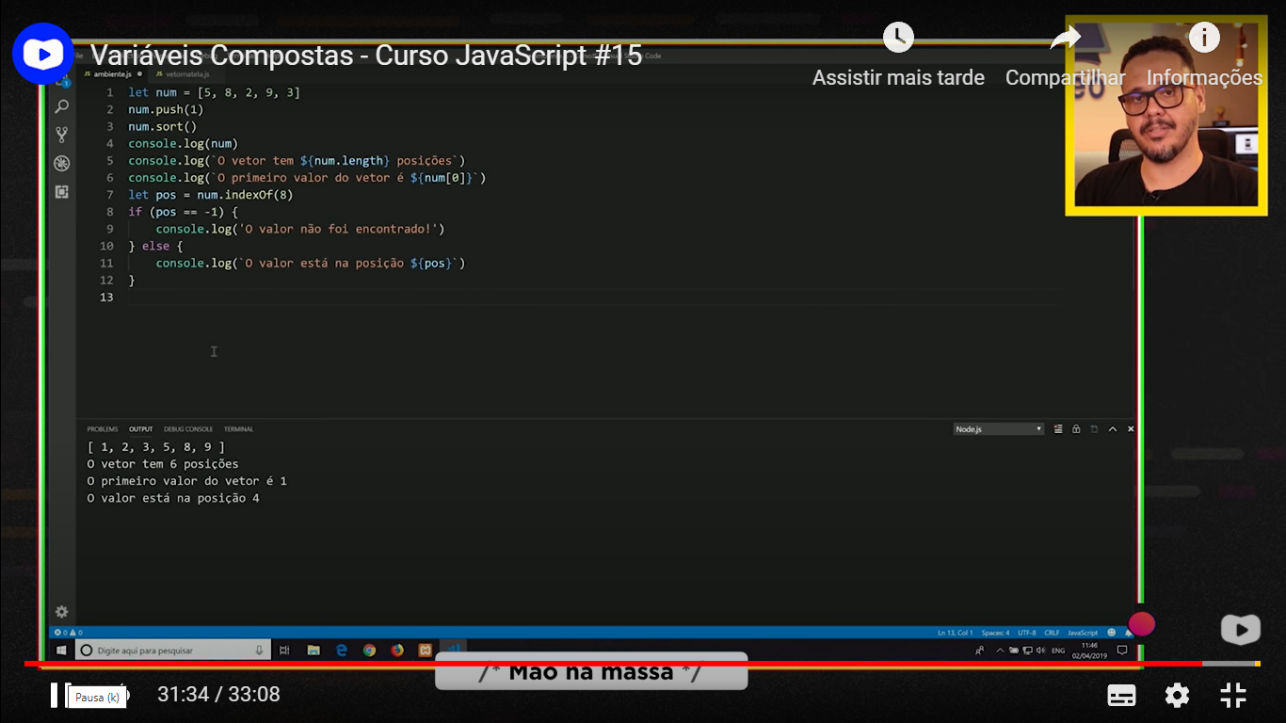 Variáveis Compostas - Curso JavaScript #15
Code
Assistir mais tarde
Compartilhar
Informações
ambiente.js
vetornatela.js
1 let num = [5, 8, 2, 9, 3]
2 num.push(1)
3 num.sort()
4 console.log(num)
5 console.log(`O vetor tem ${num.length} posições`)
6 console.log(`O primeiro valor do vetor é ${num[0]}`)
7 let pos = num.indexOf(8)
8 if (pos == -1) {
9 console.log('O valor não foi encontrado!')
10 } else {
11 console.log(`O valor está na posição ${pos}`)
12 }
13
PROBLEMS OUTPUT DEBUG CONSOLE TERMINAL
Node.js
[ 1, 2, 3, 5, 8, 9 ]
O vetor tem 6 posições
O primeiro valor do vetor é 1
O valor está na posição 4
0 0
Ln 13, Col 1 Spaces: 4 UTF-8 CRLF JavaScript
Digite aqui para pesquisar
ENG
11:46
02/04/2019
/* Mão na massa */
Pausa (k)
31:34 / 33:08